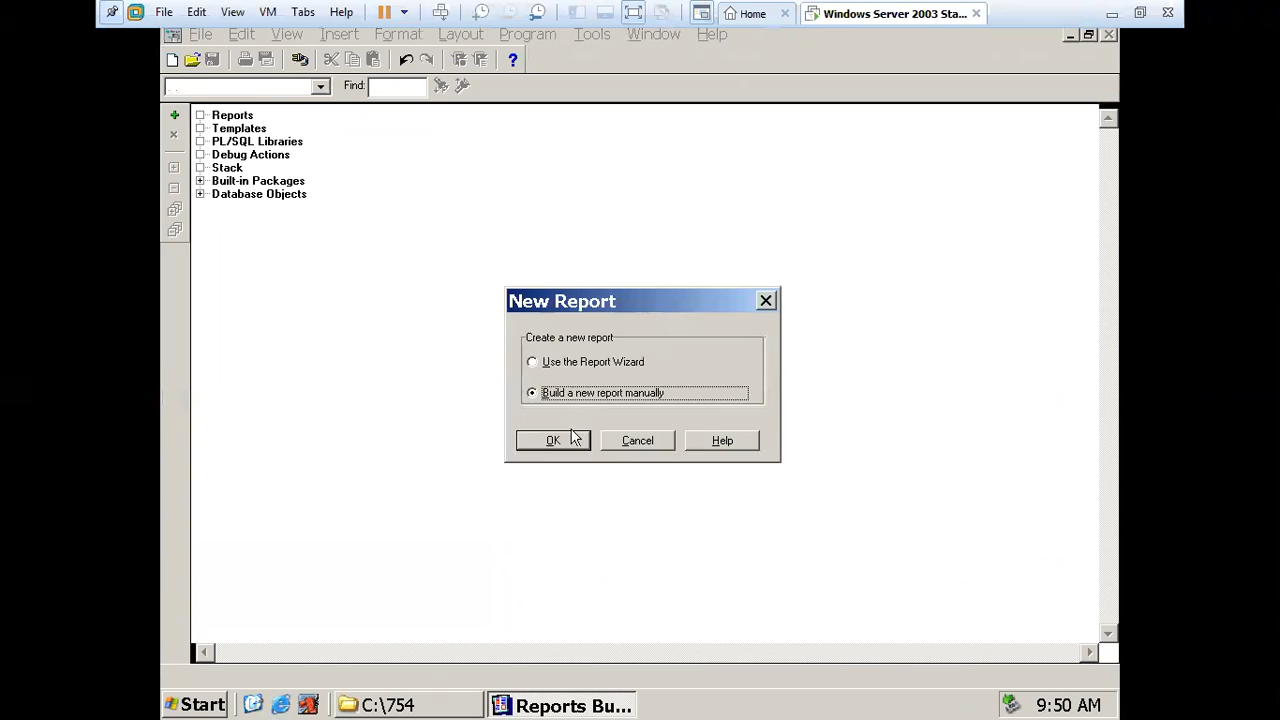 File Edit View VM Tabs Help Home Windows Server 2003 Sta...
File Edit View Insert Format Layout Program Tools Window Help
Find:
Reports
Templates
PL/SQL Libraries
Debug Actions
Stack
Built-in Packages
Database Objects
New Report
Create a new report
Use the Report Wizard
Build a new report manually
OK Cancel Help
Start C:\754 Reports Bu... 9:50 AM